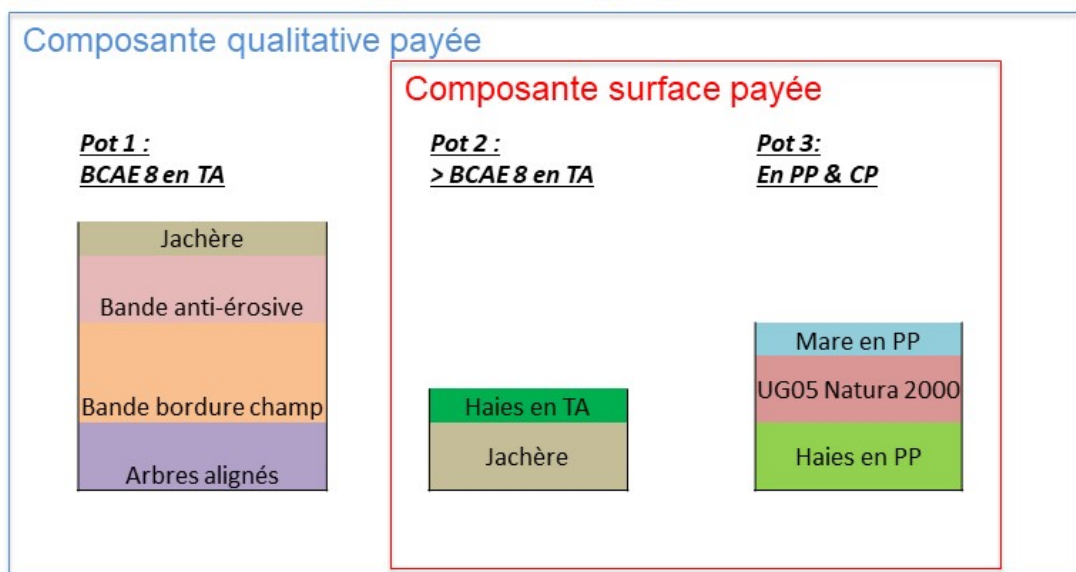 Composante qualitative payée
Composante surface payée
Pot 1 :
BCAE 8 en TA
Jachère
Bande anti-érosive
Bande bordure champ
Arbres alignés
Pot 2 :
> BCAE 8 en TA
Haies en TA
Jachère
Pot 3:
En PP & CP
Mare en PP
UG05 Natura 2000
Haies en PP